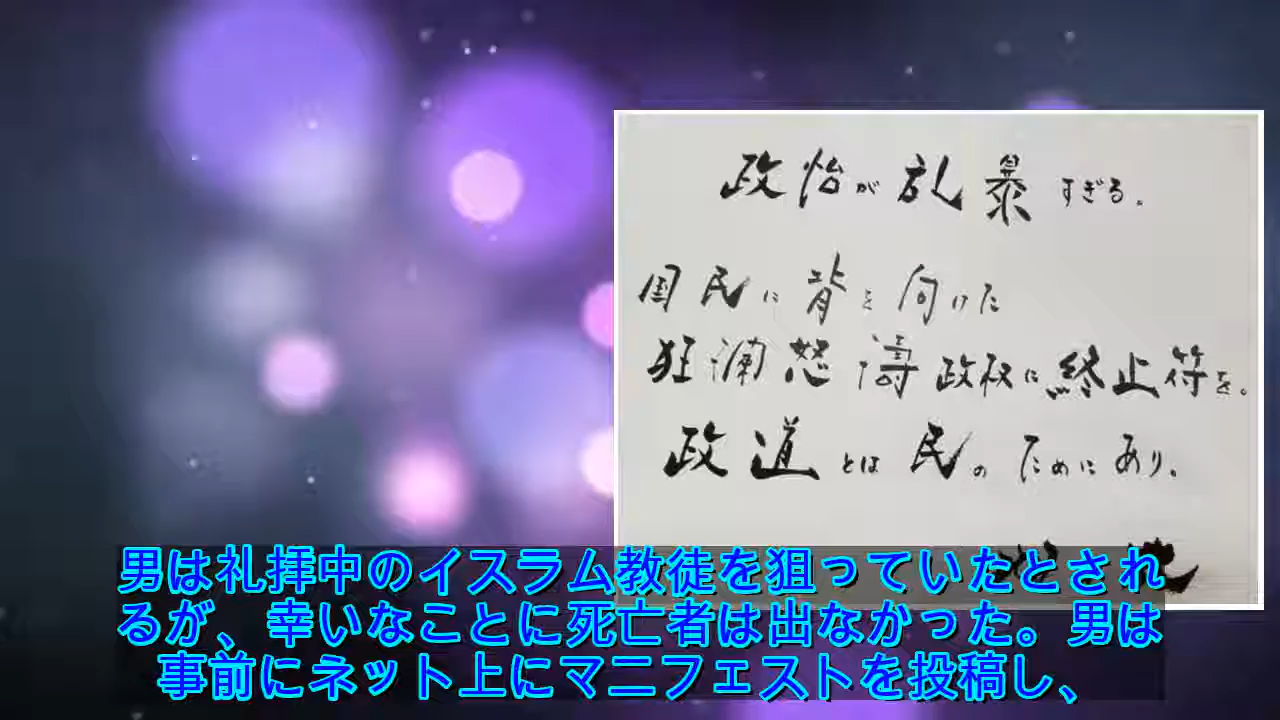 政治が乱暴すぎる。
国民に背を向けた
狂瀾怒濤政权に終止符を。
政道とは民のためにあり。
男は礼拝中のイスラム教徒を狙っていたとされ
るが、幸いなことに死亡者は出なかった。男は
事前にネット上にマニフェストを投稿し、